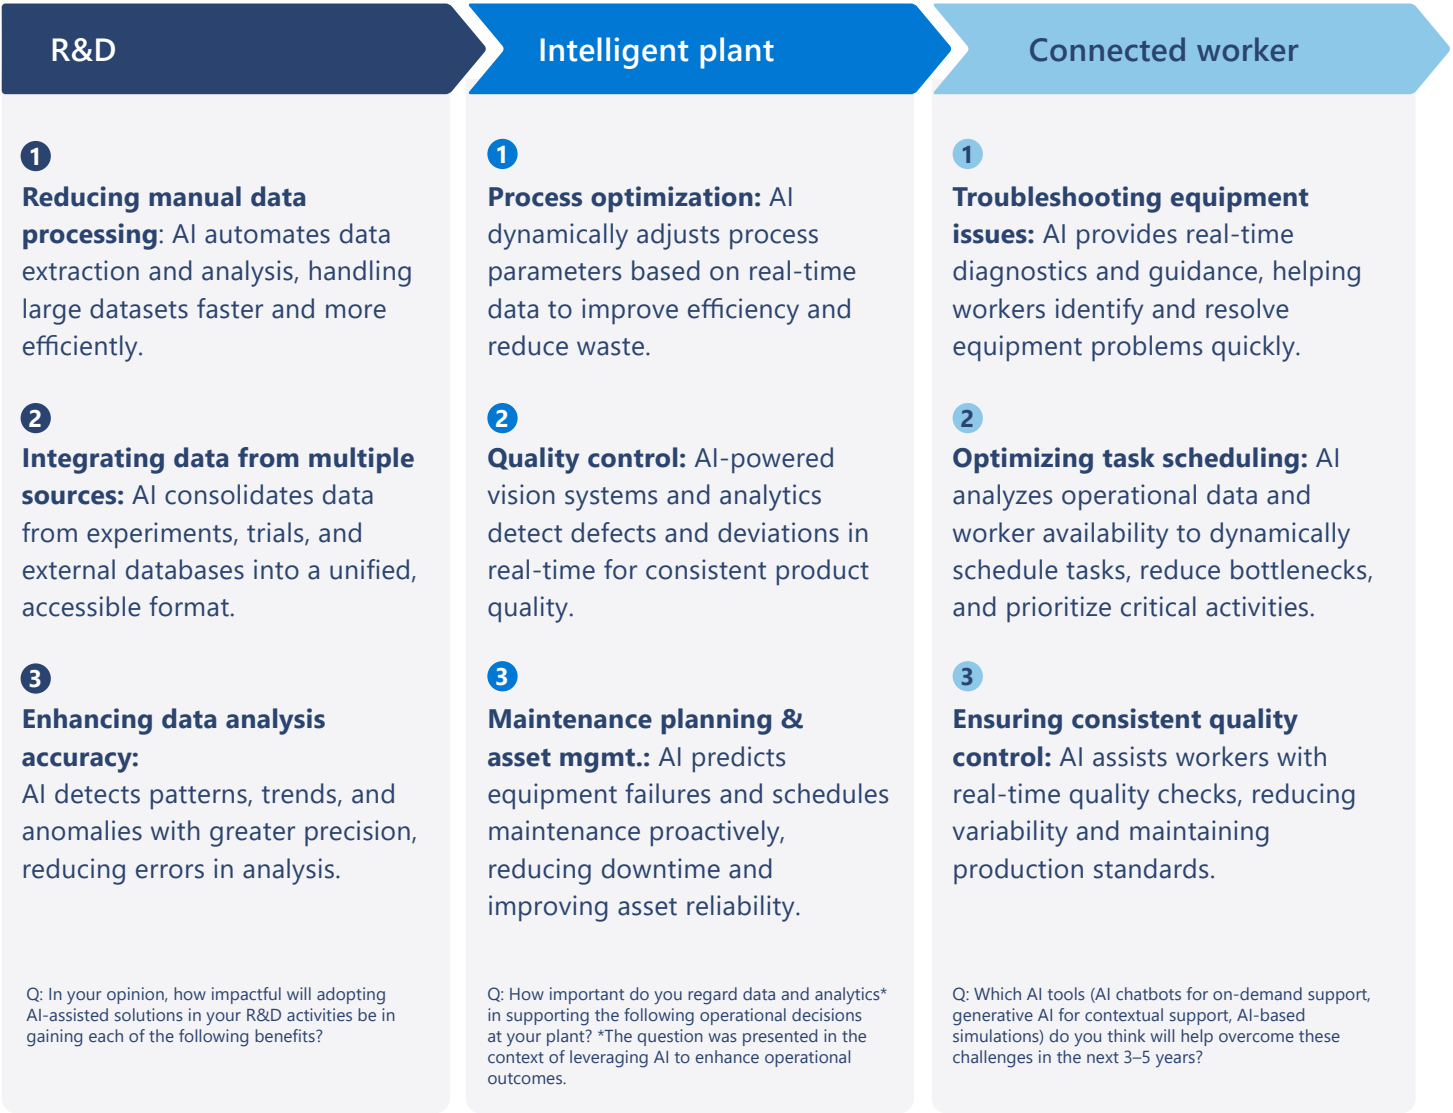 R&D
1
Reducing manual data
processing: AI automates data
extraction and analysis, handling
large datasets faster and more
efficiently.
2
Integrating data from multiple
sources: AI consolidates data
from experiments, trials, and
external databases into a unified,
accessible format.
3
Enhancing data analysis
accuracy:
AI detects patterns, trends, and
anomalies with greater precision,
reducing errors in analysis.
Q: In your opinion, how impactful will adopting
AI-assisted solutions in your R&D activities be in
gaining each of the following benefits?
Intelligent plant
1
Process optimization: AI
dynamically adjusts process
parameters based on real-time
data to improve efficiency and
reduce waste.
2
Quality control: AI-powered
vision systems and analytics
detect defects and deviations in
real-time for consistent product
quality.
3
Maintenance planning &
asset mgmt.: AI predicts
equipment failures and schedules
maintenance proactively,
reducing downtime and
improving asset reliability.
Q: How important do you regard data and analytics*
in supporting the following operational decisions
at your plant? *The question was presented in the
context of leveraging AI to enhance operational
outcomes.
Connected worker
1
Troubleshooting equipment
issues: AI provides real-time
diagnostics and guidance, helping
workers identify and resolve
equipment problems quickly.
2
Optimizing task scheduling: AI
analyzes operational data and
worker availability to dynamically
schedule tasks, reduce bottlenecks,
and prioritize critical activities.
3
Ensuring consistent quality
control: AI assists workers with
real-time quality checks, reducing
variability and maintaining
production standards.
Q: Which AI tools (AI chatbots for on-demand support,
generative AI for contextual support, AI-based
simulations) do you think will help overcome these
challenges in the next 3–5 years?